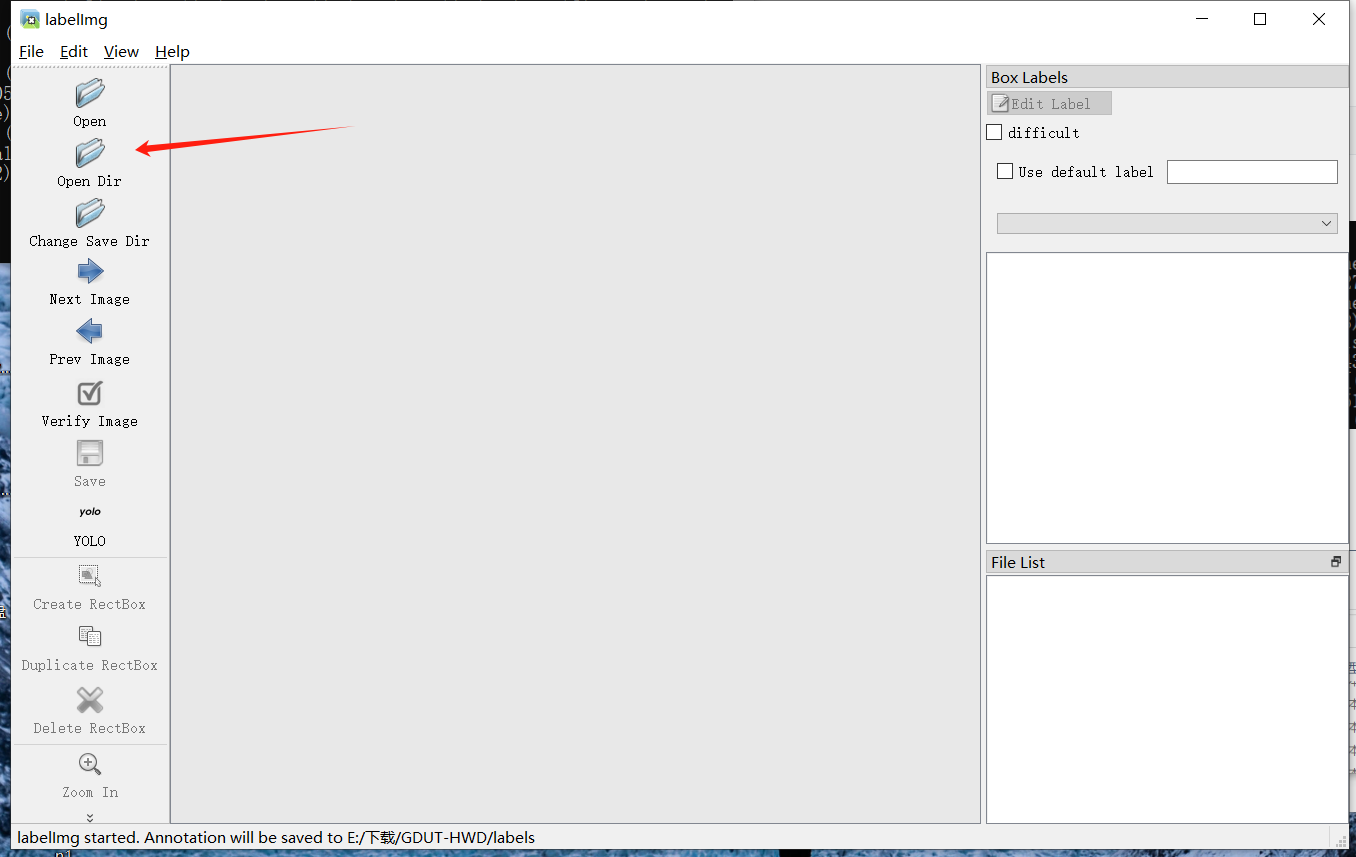 labelImg
File Edit View Help
Open
Open Dir
Change Save Dir
Next Image
Prev Image
Verify Image
Save
yolo
YOLO
Create RectBox
Duplicate RectBox
Delete RectBox
Zoom In
Box Labels
Edit Label
difficult
Use default label
File List
labelImg started. Annotation will be saved to E:/下载/GDUT-HWD/labels